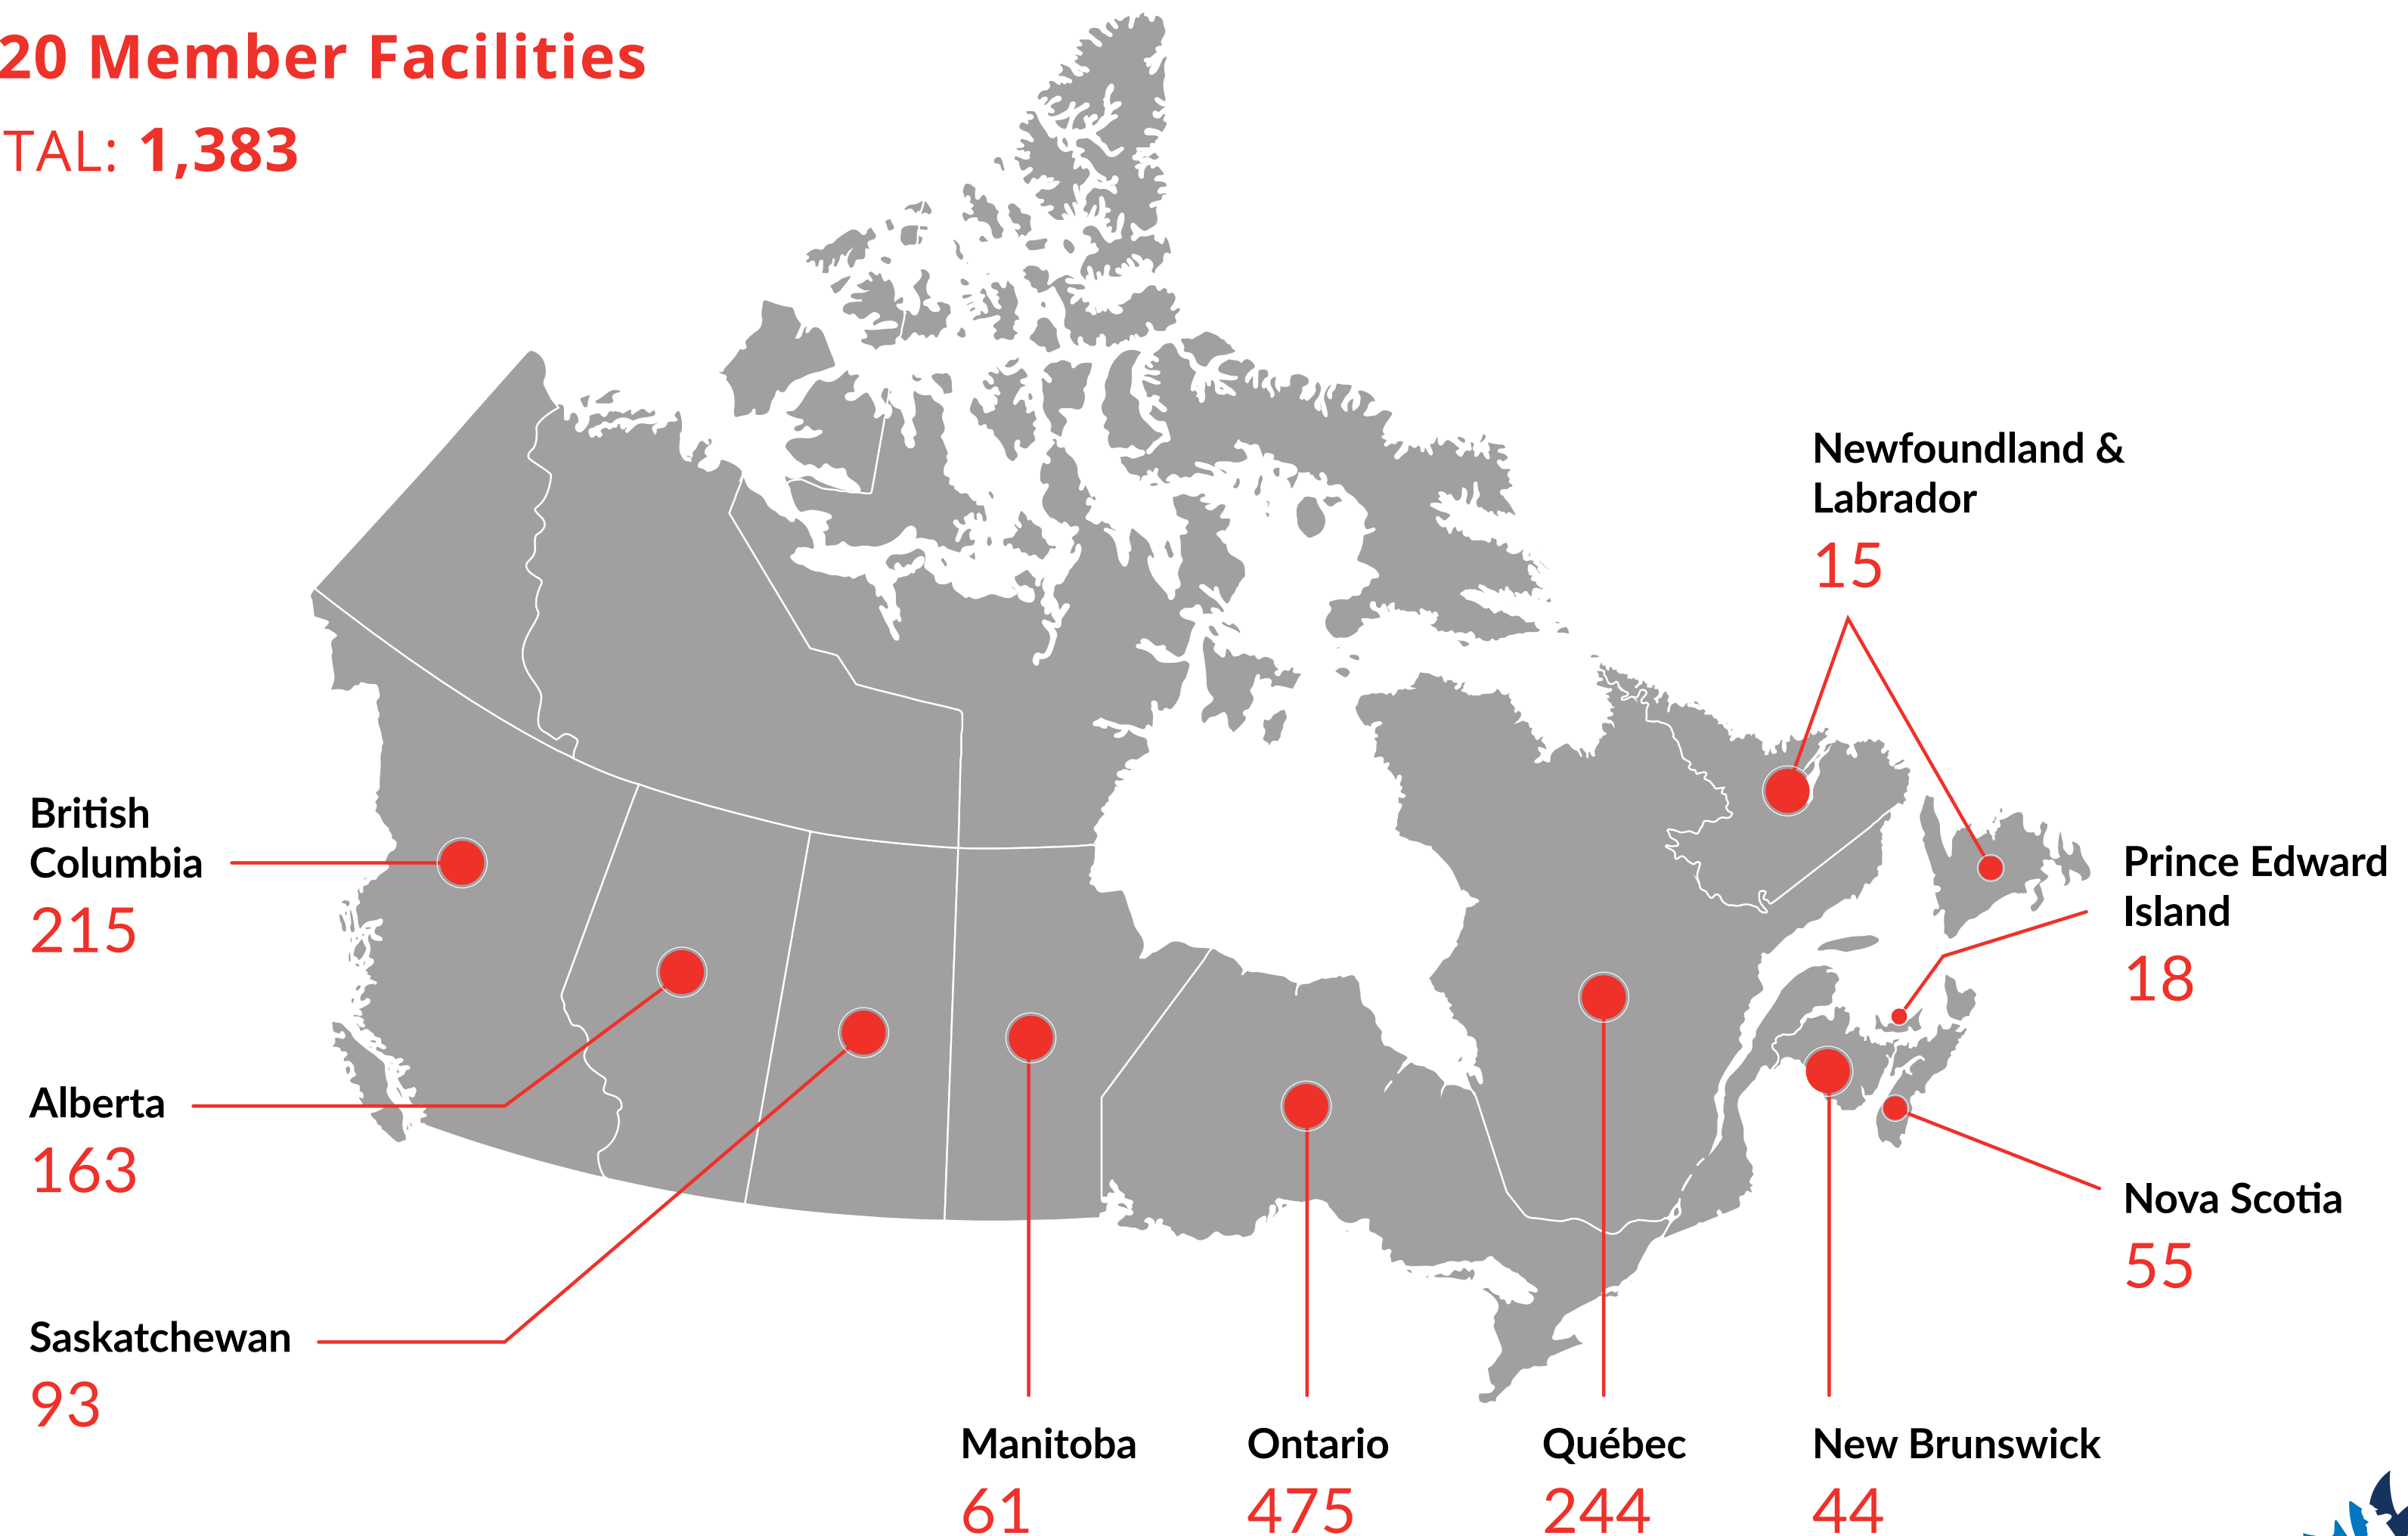 20 Member Facilities
TAL: 1,383
Newfoundland &
Labrador
15
British
Columbia
215
Prince Edward
Island
18
Alberta
163
Nova Scotia
55
Saskatchewan
93
Manitoba
61
Ontario
475
Québec
244
New Brunswick
44